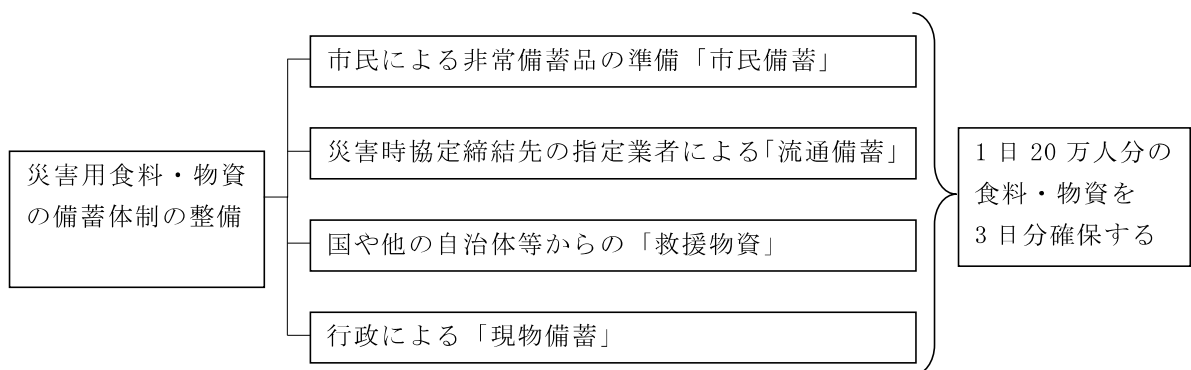 災害用食料・物資
の備蓄体制の整備
市民による非常備蓄品の準備「市民備蓄」
災害時協定締結先の指定業者による「流通備蓄」
国や他の自治体等からの「救援物資」
行政による「現物備蓄」
1日20万人分の
食料・物資を
3日分確保する